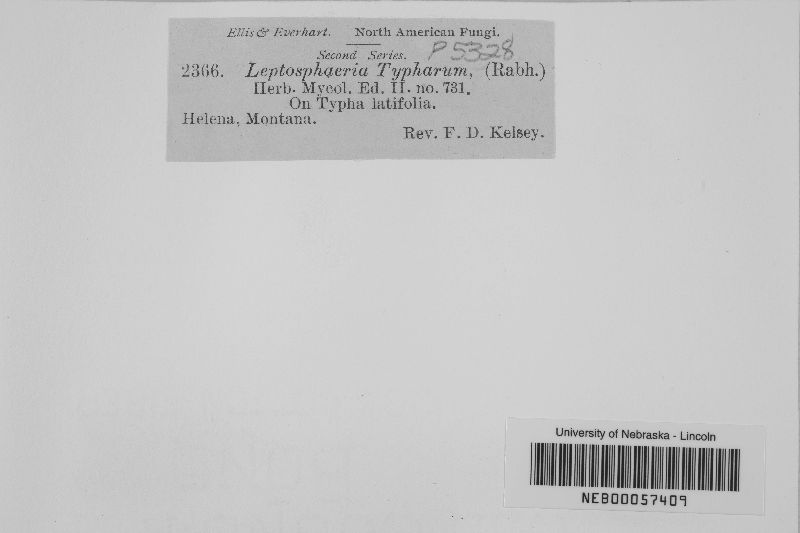 Ellis & Everhart. North American Fungi.
Second Series. P5328
2366. Leptosphaeria Typharum, (Rabh.)
Herb. Mycol. Ed. II. no. 731.
On Typha latifolia.
Helena, Montana.
Rev. F. D. Kelsey.
University of Nebraska - Lincoln
NEB00057409